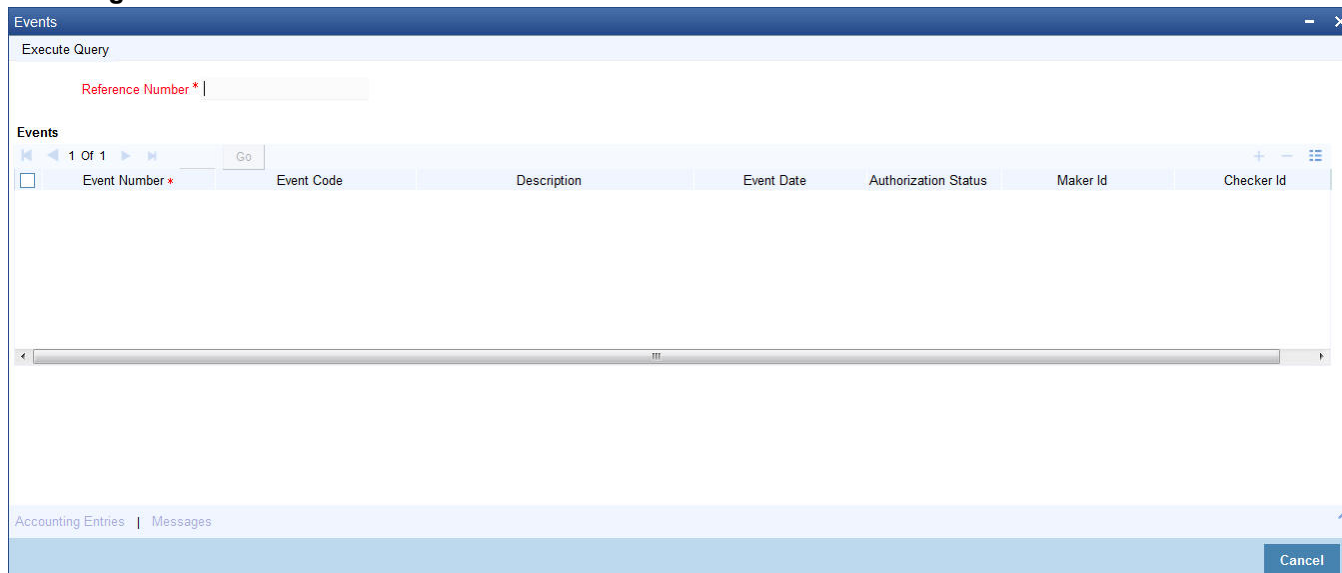 Events
Execute Query
Reference Number *
Events
1 Of 1 Go
Event Number * Event Code Description Event Date Authorization Status Maker Id Checker Id
Accounting Entries | Messages
Cancel